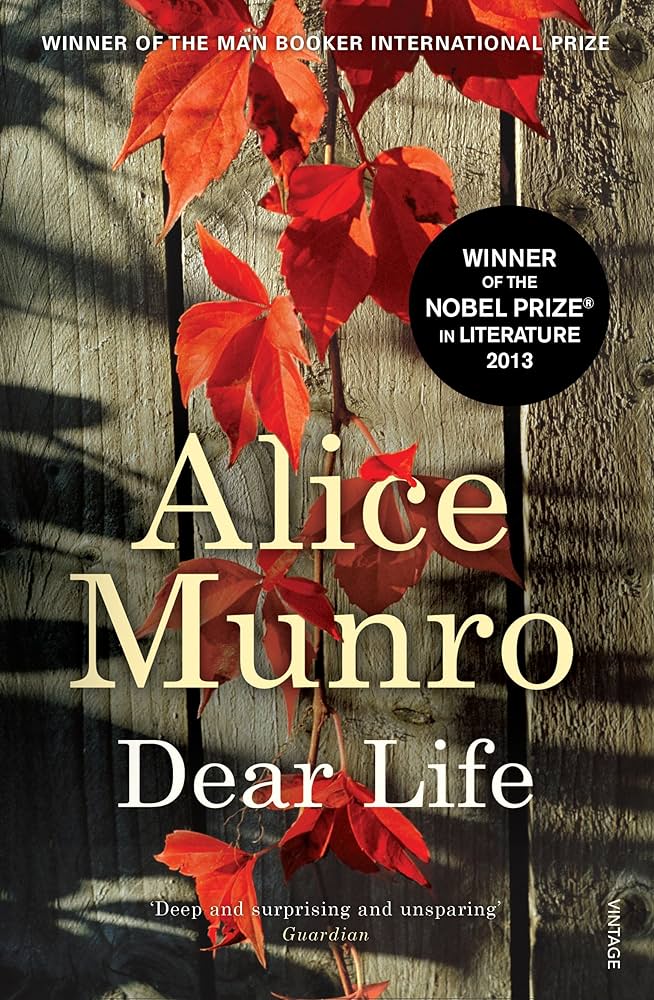 WINNER OF THE MAN BOOKER INTERNATIONAL PRIZE
WINNER
OF THE
NOBEL PRIZE®
IN LITERATURE
2013
Alice
Munro
Dear Life
‘Deep and surprising and unsparing’
Guardian
VINTAGE